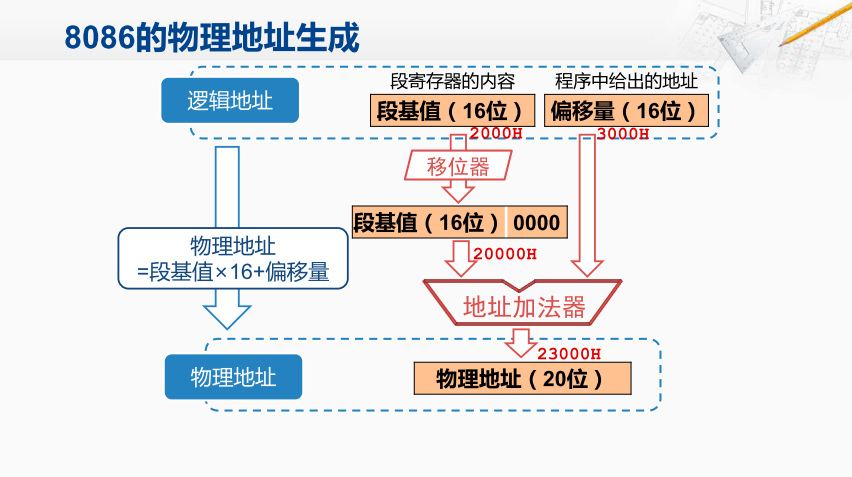 8086的物理地址生成
段寄存器的内容
程序中给出的地址
逻辑地址
段基值（16位）
偏移量（16位）
2000H
3000H
移位器
段基值（16位）
0000
物理地址
=段基值×16+偏移量
20000H
地址加法器
23000H
物理地址
物理地址（20位）